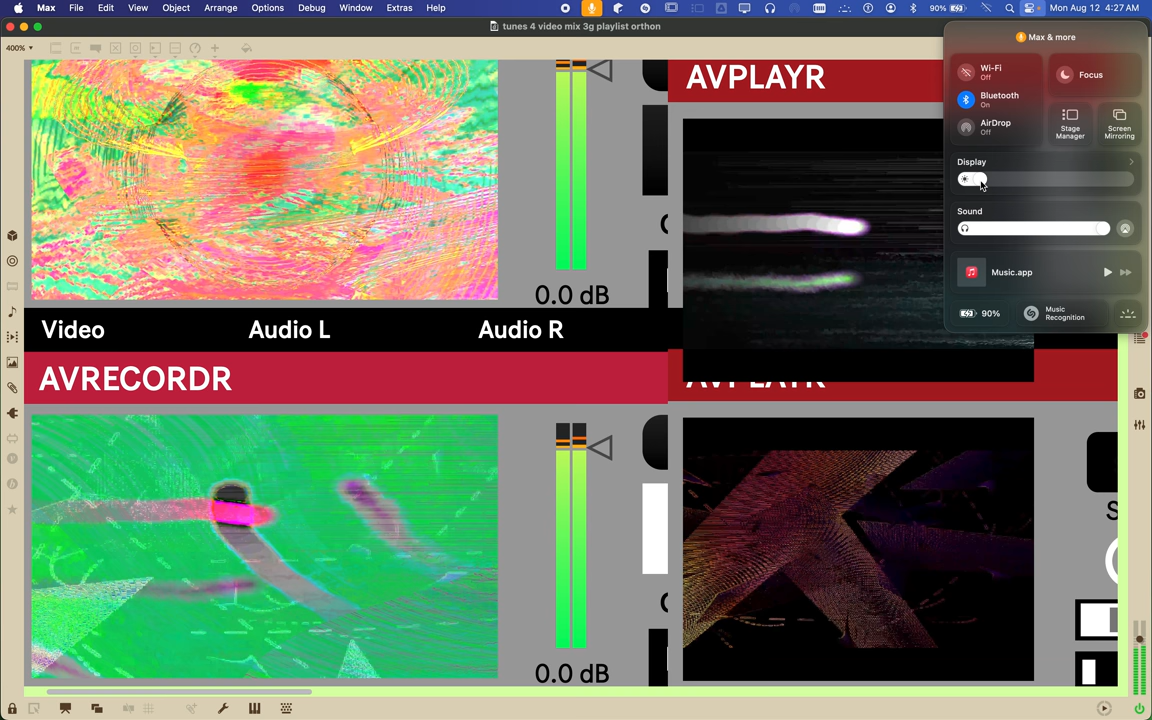 Max File Edit View Object Arrange Options Debug Window Extras Help
90% Mon Aug 12 4:27 AM
tunes 4 video mix 3g playlist orthon
400%
Max & more
Wi-Fi
Off
Focus
Bluetooth
On
AirDrop
Off
Stage
Manager
Screen
Mirroring
Display
Sound
Music.app
90%
Music
Recognition
AVPLAYR
0.0 dB
Video Audio L Audio R
AVRECORDR
0.0 dB